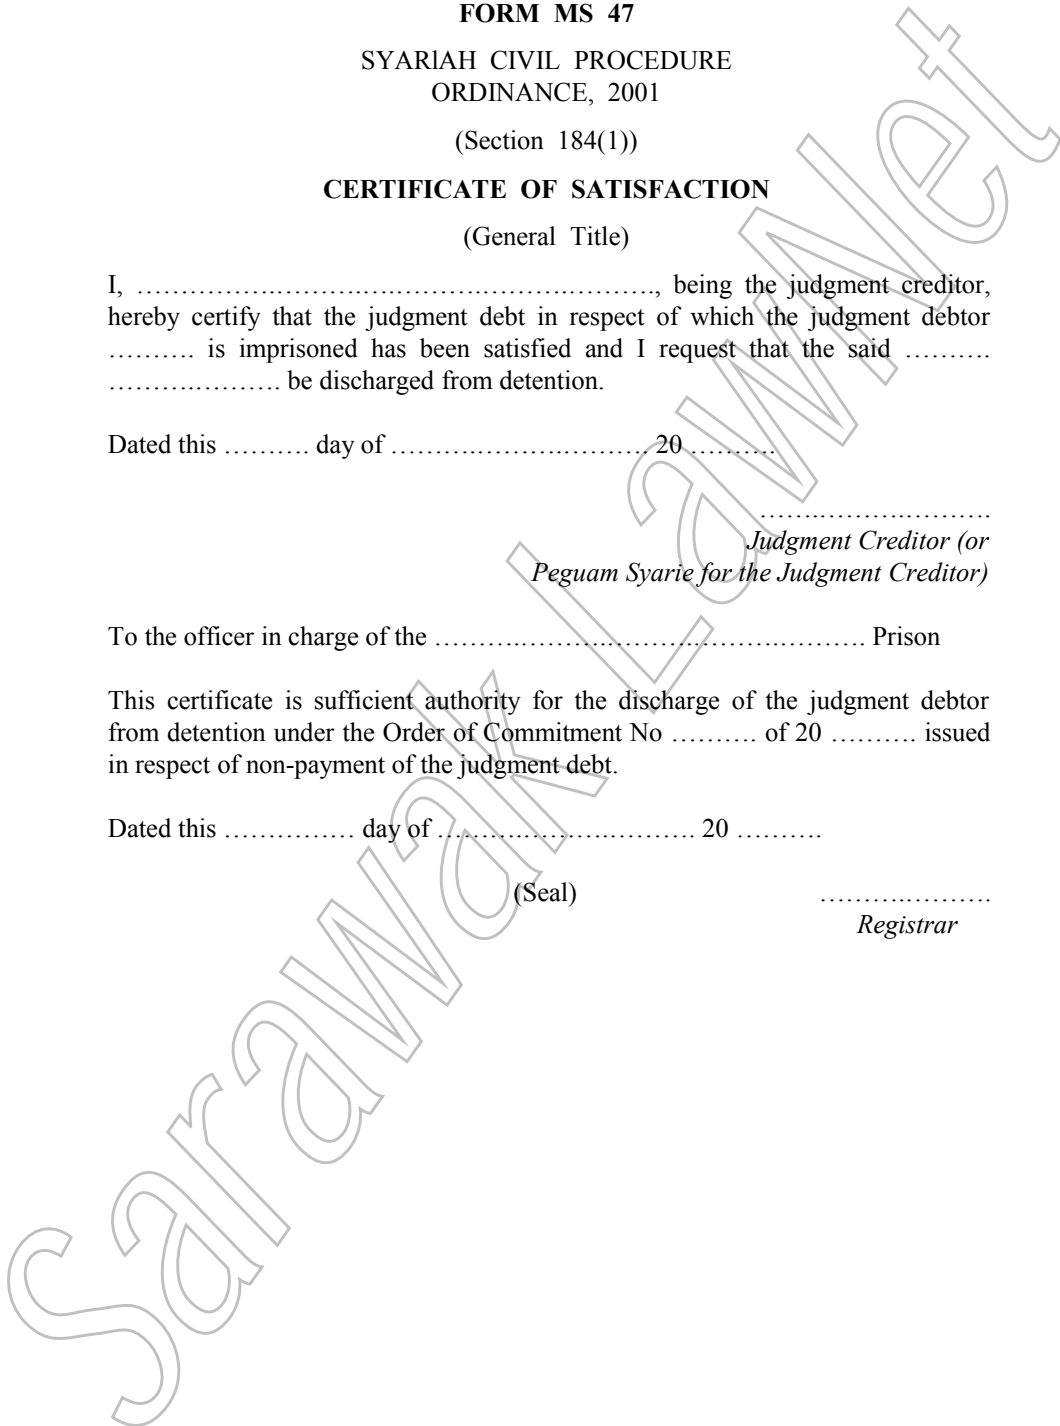 FORM MS 47
SYARlAH CIVIL PROCEDURE
ORDINANCE, 2001
(Section 184(1))
CERTIFICATE OF SATISFACTION
(General Title)
I, …………….……….….……….……….………., being the judgment creditor,
hereby certify that the judgment debt in respect of which the judgment debtor
………. is imprisoned has been satisfied and I request that the said ……….
……….………. be discharged from detention.
Dated this ………. day of ……….……….………. 20 ……….
…….……….……….
Judgment Creditor (or
Peguam Syarie for the Judgment Creditor)
To the officer in charge of the ……….……….……….……….………. Prison
This certificate is sufficient authority for the discharge of the judgment debtor
from detention under the Order of Commitment No ………. of 20 ………. issued
in respect of non-payment of the judgment debt.
Dated this …………… day of ……….……….………. 20 ……….
(Seal) ……….……….
Registrar
Sarawak LawNet